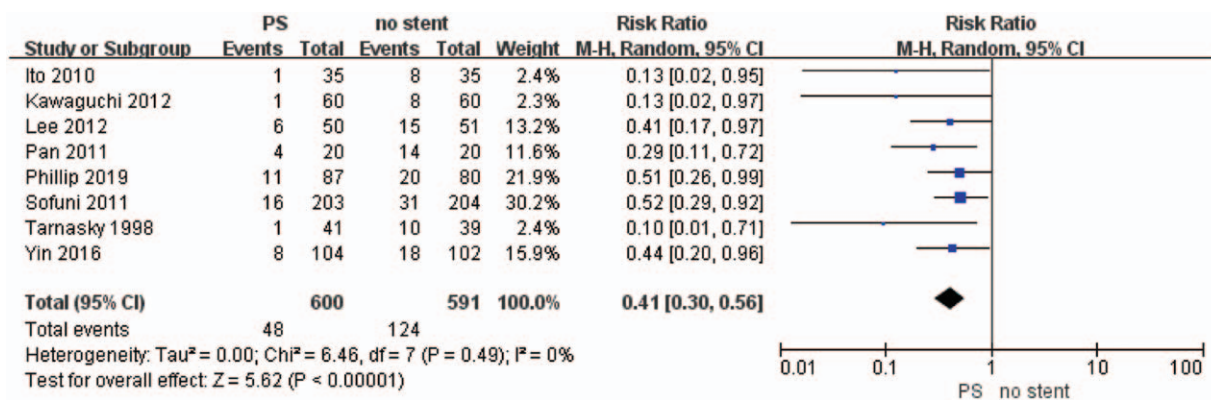 PS no stent Risk Ratio Risk Ratio
Study or Subgroup Events Total Events Total Weight M-H, Random, 95% CI M-H, Random, 95% CI
Ito 2010 1 35 8 35 2.4% 0.13 [0.02, 0.95]
Kawaguchi 2012 1 60 8 60 2.3% 0.13 [0.02, 0.97]
Lee 2012 6 50 15 51 13.2% 0.41 [0.17, 0.97]
Pan 2011 4 20 14 20 11.6% 0.29 [0.11, 0.72]
Phillip 2019 11 87 20 80 21.9% 0.51 [0.26, 0.99]
Sofuni 2011 16 203 31 204 30.2% 0.52 [0.29, 0.92]
Tarnasky 1998 1 41 10 39 2.4% 0.10 [0.01, 0.71]
Yin 2016 8 104 18 102 15.9% 0.44 [0.20, 0.96]
Total (95% CI) 600 591 100.0% 0.41 [0.30, 0.56]
Total events 48 124
Heterogeneity: Tau² = 0.00; Chi² = 6.46, df = 7 (P = 0.49); I² = 0%
Test for overall effect: Z = 5.62 (P < 0.00001)
0.01 0.1 1 10 100
PS no stent